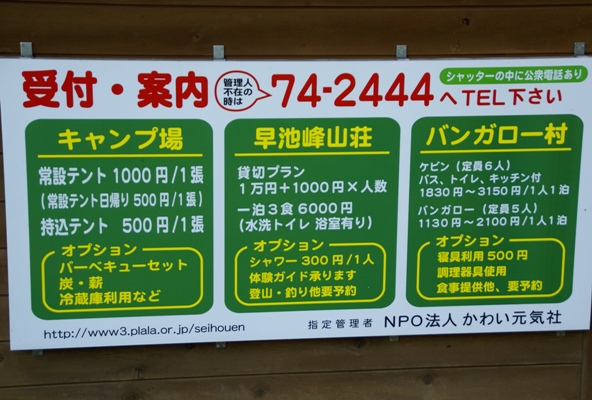 受付・案内
管理人
不在の
時は
74-2444へTEL下さい
シャッターの中に公衆電話あり
キャンプ場
常設テント 1000円/1張
(常設テント日帰り500円/1張)
持込テント 500円/1張
オプション
バーベキューセット
炭・薪
冷蔵庫利用など
早池峰山荘
貸切プラン
1万円+1000円×人数
一泊3食6000円
(水洗トイレ 浴室有り)
オプション
シャワー300円/1人
体験ガイド承ります
登山・釣り他要予約
バンガロー村
ケビン(定員6人)
バス、トイレ、キッチン付
1830円〜3150円/1人1泊
バンガロー(定員5人)
1130円〜2100円/1人1泊
オプション
寝具利用500円
調理器具使用
食事提供他、要予約
http://www3.plala.or.jp/seihouen
指定管理者 NPO法人かわい元気社